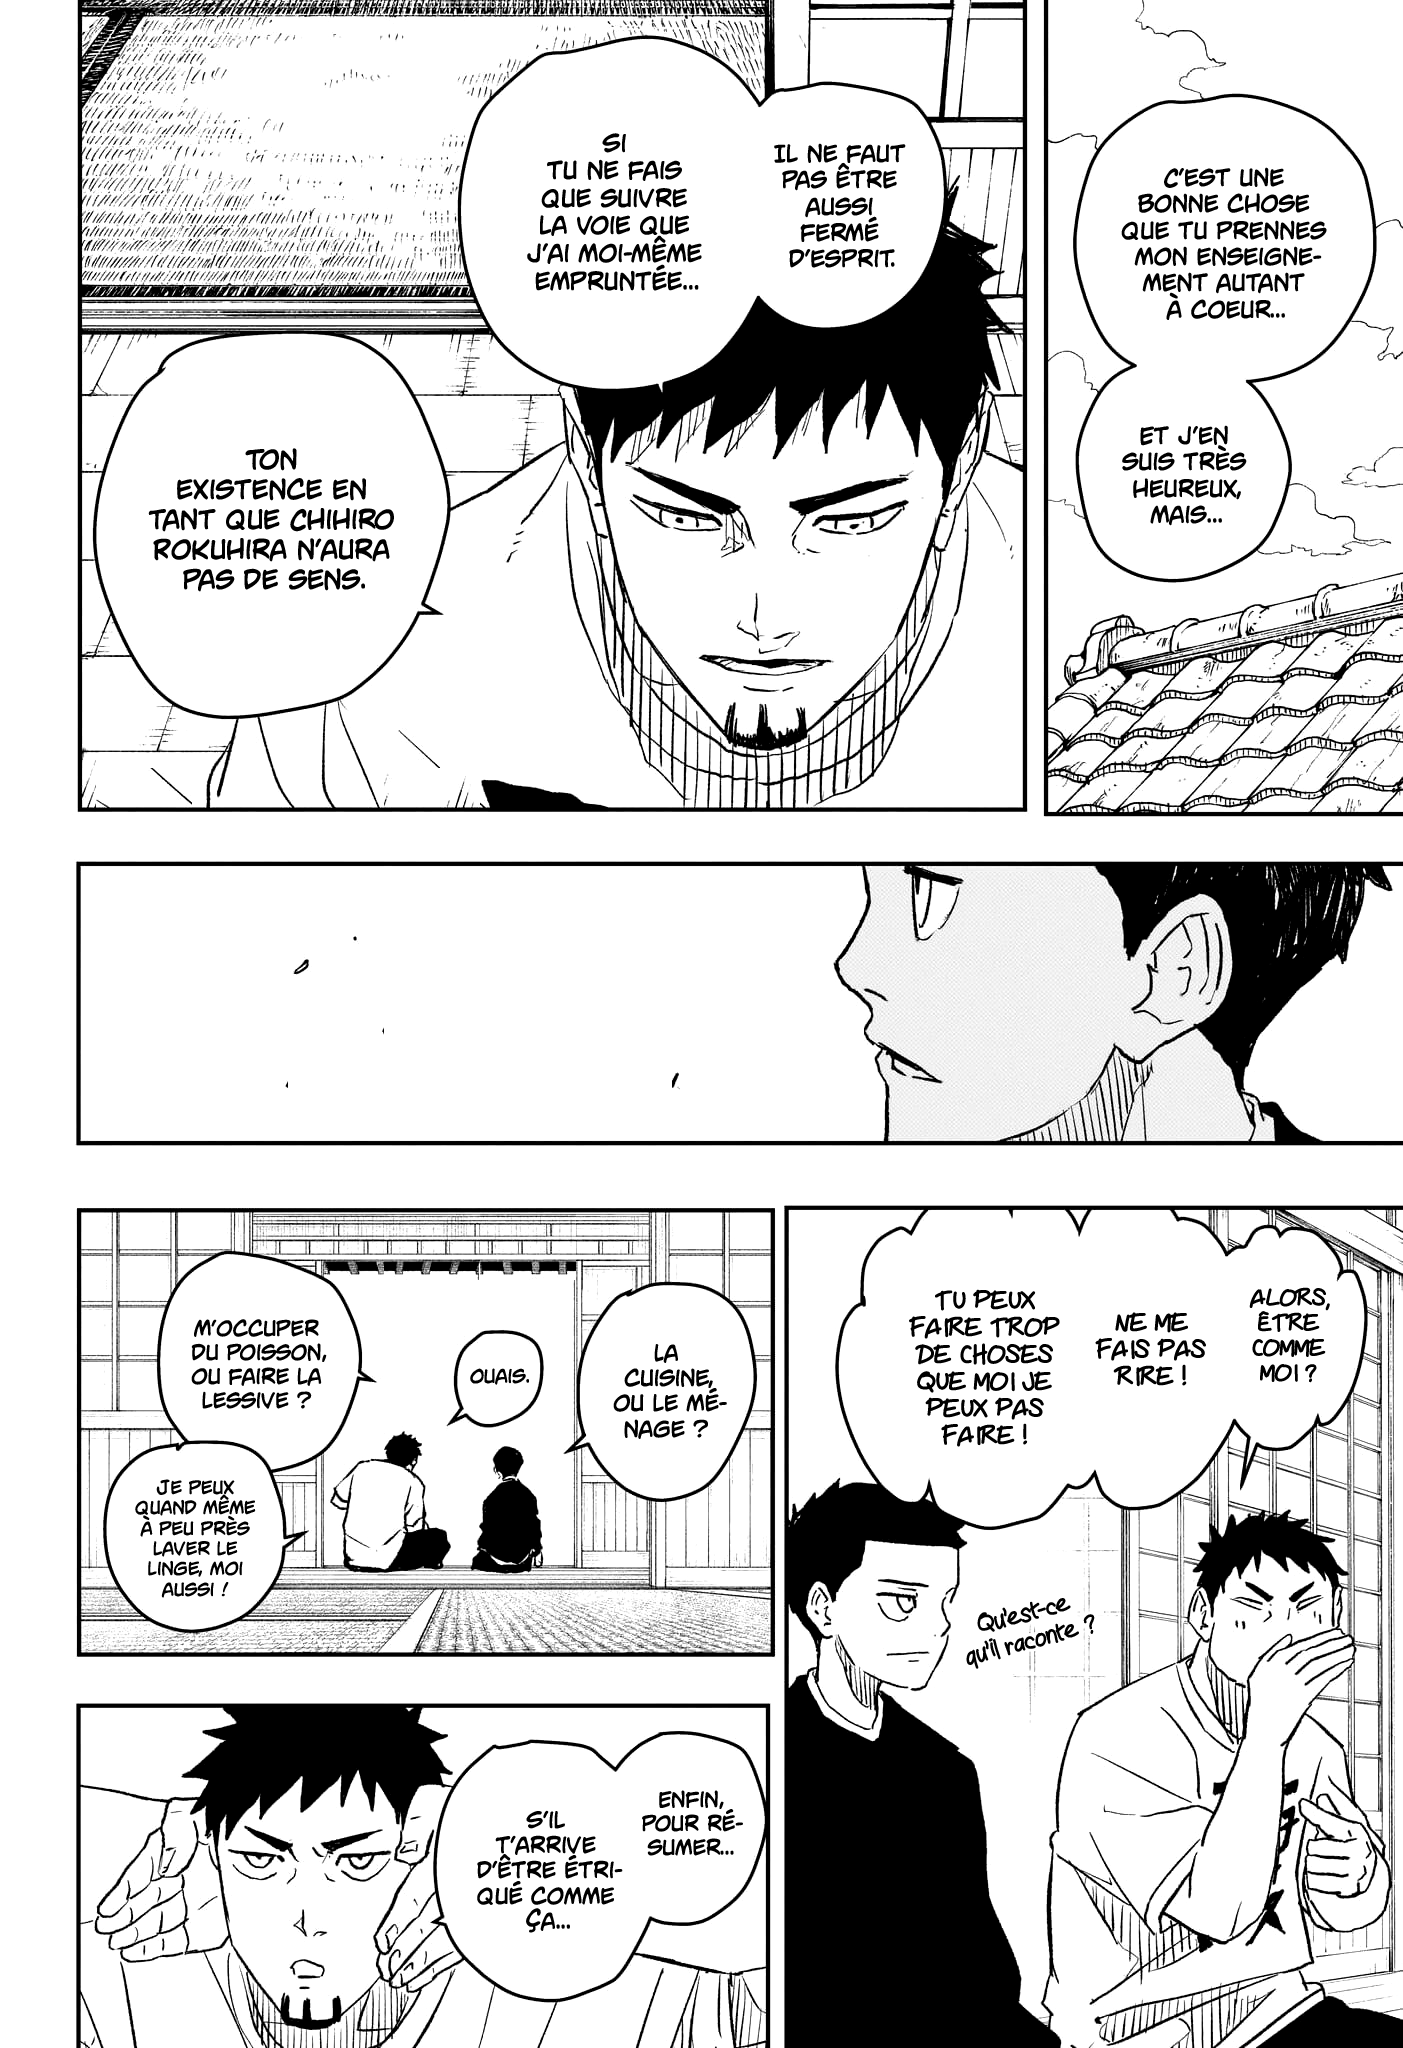 C'EST UNE
BONNE CHOSE
QUE TU PRENNES
MON ENSEIGNE-
MENT AUTANT
À COEUR...
ET J'EN
SUIS TRÈS
HEUREUX,
MAIS...
IL NE FAUT
PAS ÊTRE
AUSSI
FERMÉ
D'ESPRIT.
SI
TU NE FAIS
QUE SUIVRE
LA VOIE QUE
J'AI MOI-MÊME
EMPRUNTÉE...
TON
EXISTENCE EN
TANT QUE CHIHIRO
ROKUHIRA N'AURA
PAS DE SENS.
ALORS,
ÊTRE
COMME
MOI ?
NE ME
FAIS PAS
RIRE !
TU PEUX
FAIRE TROP
DE CHOSES
QUE MOI JE
PEUX PAS
FAIRE !
Qu'est-ce
qu'il raconte ?
LA
CUISINE,
OU LE MÉ-
NAGE ?
OUAIS.
M'OCCUPER
DU POISSON,
OU FAIRE LA
LESSIVE ?
JE PEUX
QUAND MÊME
À PEU PRÈS
LAVER LE
LINGE, MOI
AUSSI !
ENFIN,
POUR RÉ-
SUMER...
S'IL
T'ARRIVE
D'ÊTRE ÉTRI-
QUÉ COMME
ÇA...